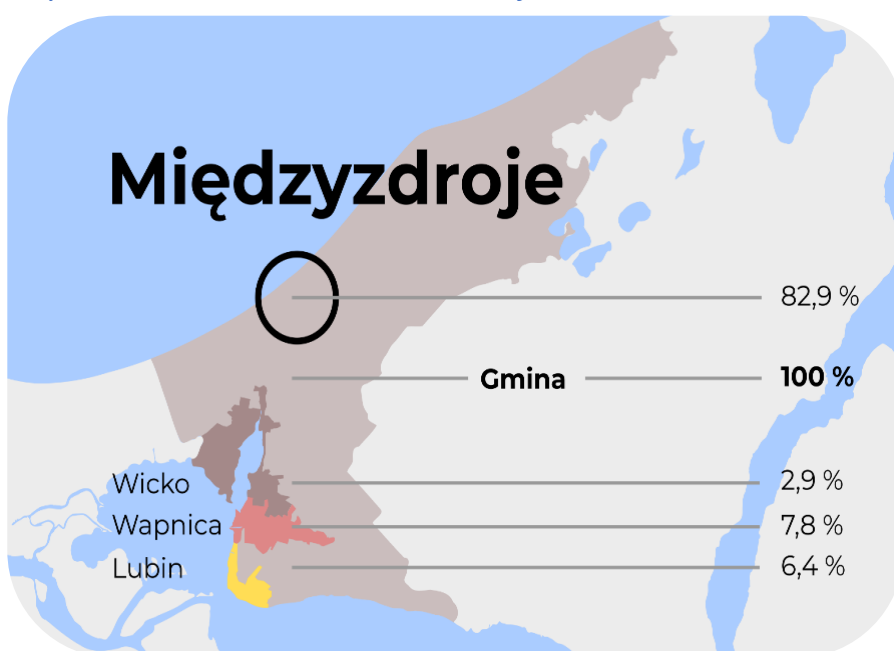 Międzyzdroje
82,9 %
Gmina 100 %
Wicko 2,9 %
Wapnica 7,8 %
Lubin 6,4 %